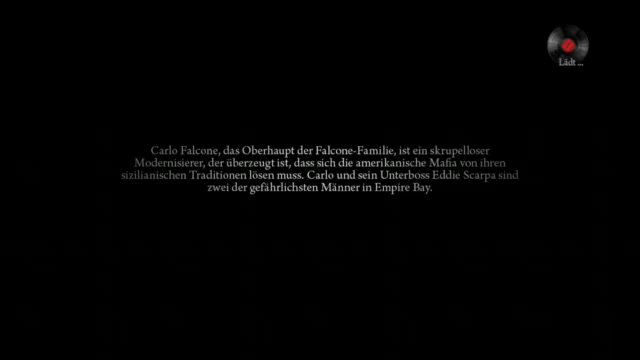 Lädt ...
Carlo Falcone, das Oberhaupt der Falcone-Familie, ist ein skrupelloser
Modernisierer, der überzeugt ist, dass sich die amerikanische Mafia von ihren
sizilianischen Traditionen lösen muss. Carlo und sein Unterboss Eddie Scarpa sind
zwei der gefährlichsten Männer in Empire Bay.